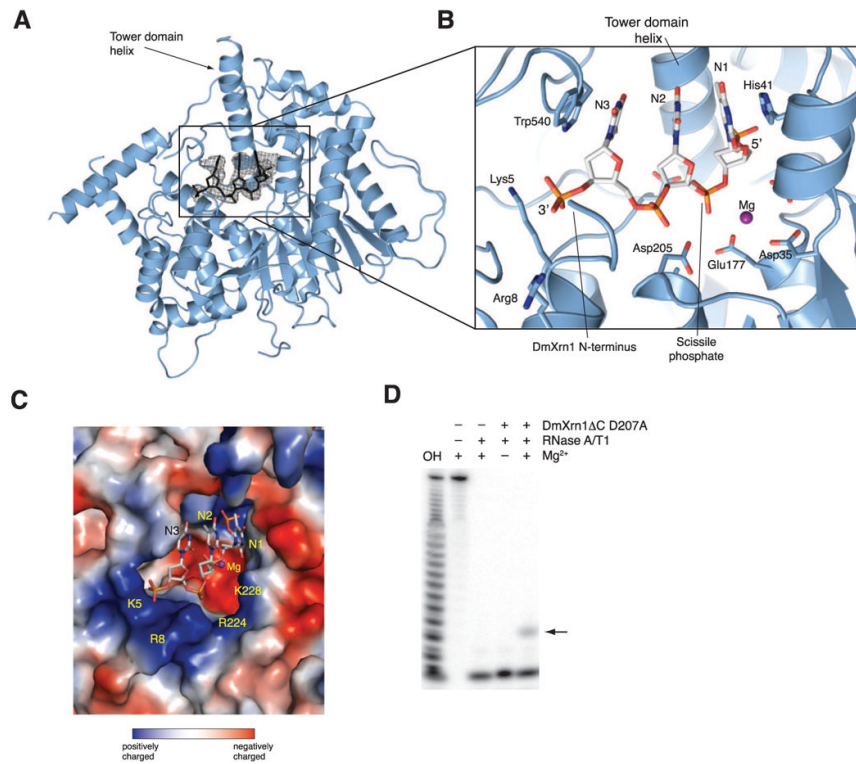 A
Tower domain
helix
B
Tower domain
helix
N1
N2
N3
His41
Trp540
5’
Lys5
3’
Mg
Asp205
Glu177
Asp35
Arg8
DmXrn1 N-terminus
Scissile
phosphate
C
N3
N2
N1
Mg
K5
K228
R224
R8
positively
charged
negatively
charged
D
– – + + DmXrn1ΔC D207A
– + + + RNase A/T1
OH + + – + Mg²⁺